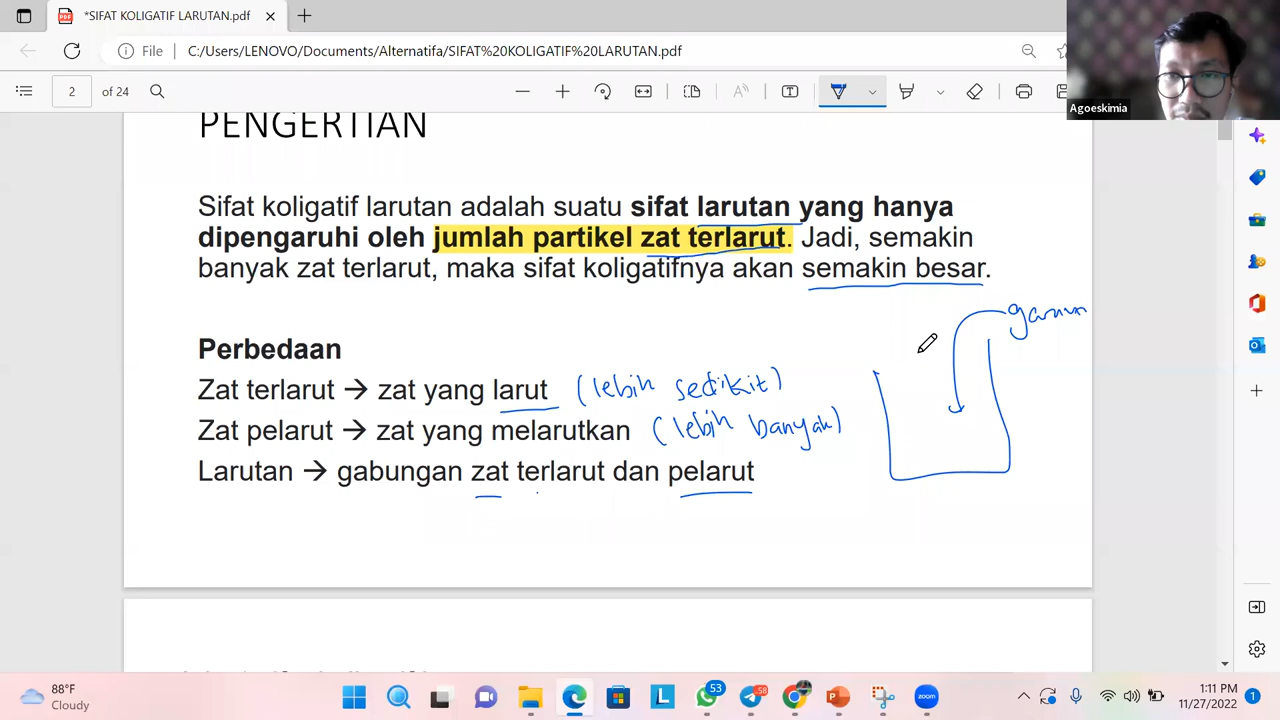 *SIFAT KOLIGATIF LARUTAN.pdf
File C:/Users/LENOVO/Documents/Alternatifa/SIFAT%20KOLIGATIF%20LARUTAN.pdf
2 of 24
Agoeskimia
PENGERTIAN
Sifat koligatif larutan adalah suatu sifat larutan yang hanya
dipengaruhi oleh jumlah partikel zat terlarut. Jadi, semakin
banyak zat terlarut, maka sifat koligatifnya akan semakin besar.
garam
Perbedaan
Zat terlarut → zat yang larut (lebih sedikit)
Zat pelarut → zat yang melarutkan (lebih banyak)
Larutan → gabungan zat terlarut dan pelarut
88°F
Cloudy
53
58
zoom
1:11 PM
11/27/2022
1